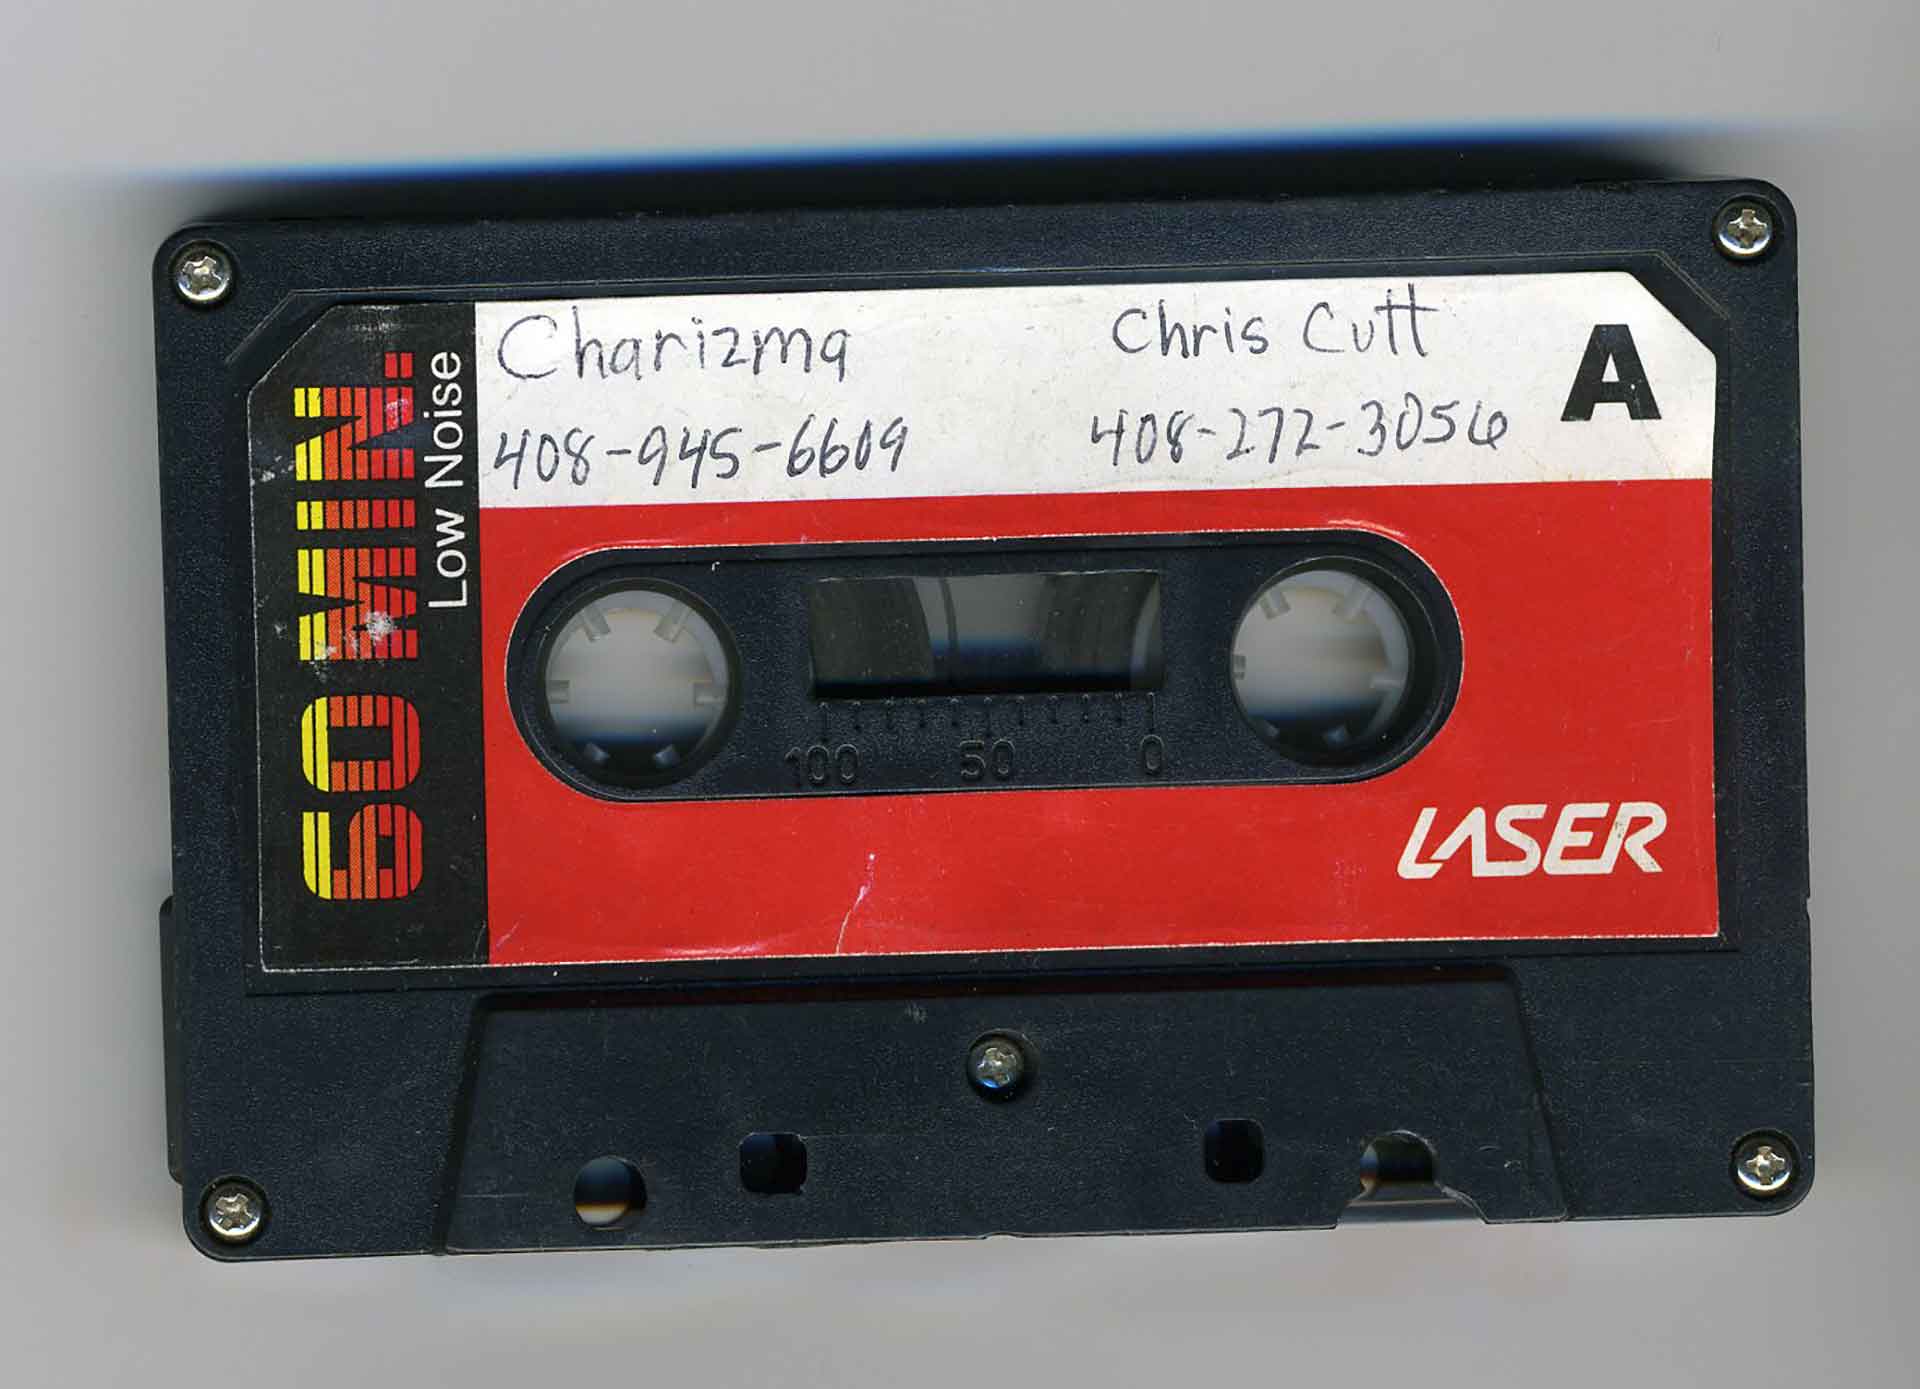 Charizma
Chris Cutt
408-945-6609
408-272-3056
A
60 MIN.
Low Noise
100 50 0
LASER